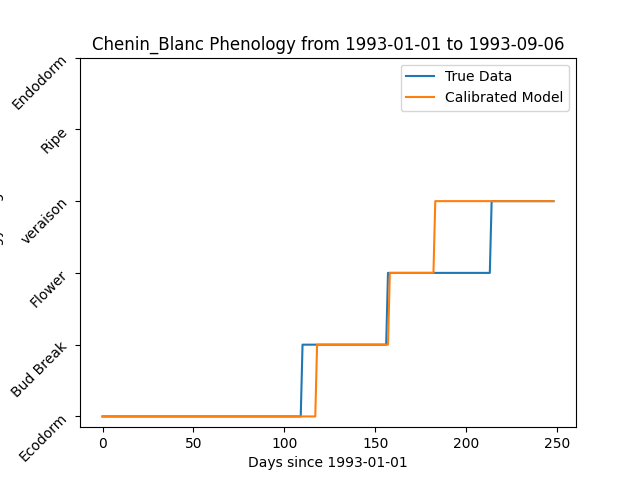 Chenin_Blanc Phenology from 1993-01-01 to 1993-09-06
True Data
Calibrated Model
Endodorm
Ripe
veraison
Flower
Bud Break
Ecodorm
0 50 100 150 200 250
Days since 1993-01-01